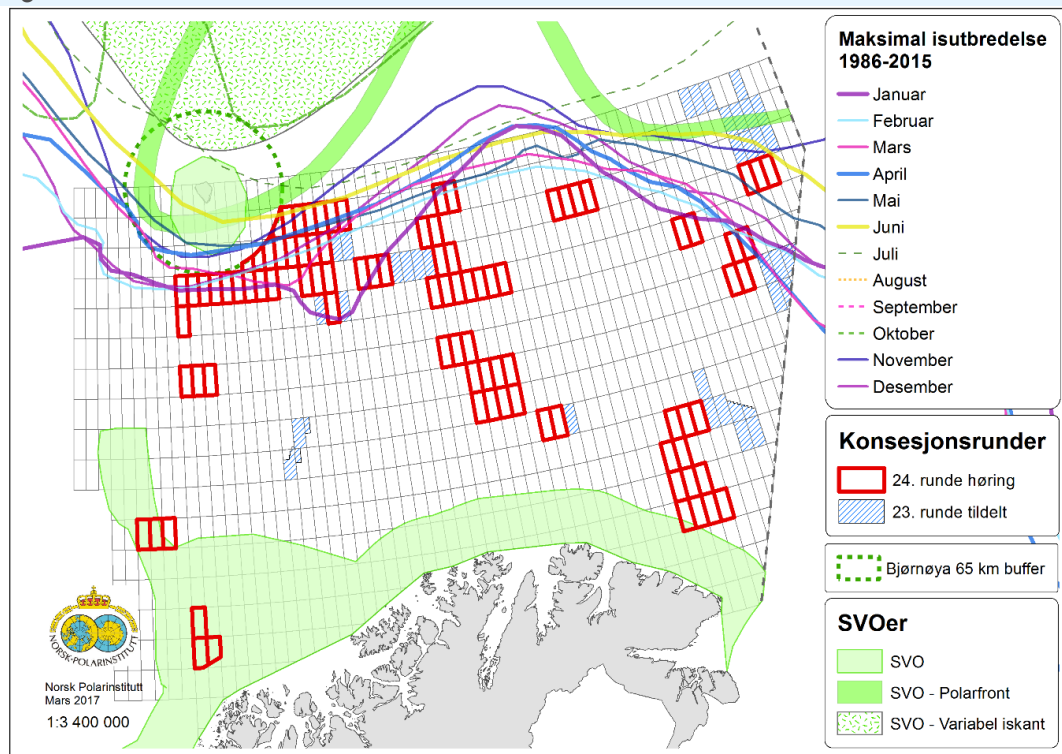 Maksimal isutbredelse
1986-2015
Januar
Februar
Mars
April
Mai
Juni
Juli
August
September
Oktober
November
Desember
Konsesjonsrunder
24. runde høring
23. runde tildelt
Bjørnøya 65 km buffer
SVOer
SVO
SVO - Polarfront
SVO - Variabel iskant
NORSK-POLARINSTITUTT
Norsk Polarinstitutt
Mars 2017
1:3 400 000